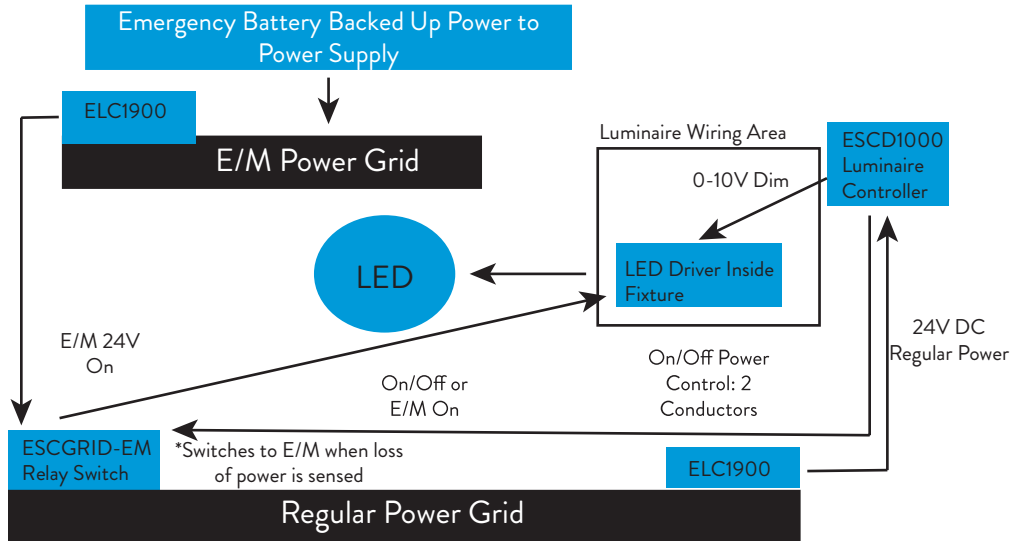 Emergency Battery Backed Up Power to
Power Supply
ELC1900
E/M Power Grid
Luminaire Wiring Area
ESCD1000
Luminaire
Controller
0-10V Dim
LED
LED Driver Inside
Fixture
E/M 24V
On
24V DC
Regular Power
On/Off or
E/M On
On/Off Power
Control: 2
Conductors
ESCGRID-EM
Relay Switch
*Switches to E/M when loss
of power is sensed
ELC1900
Regular Power Grid